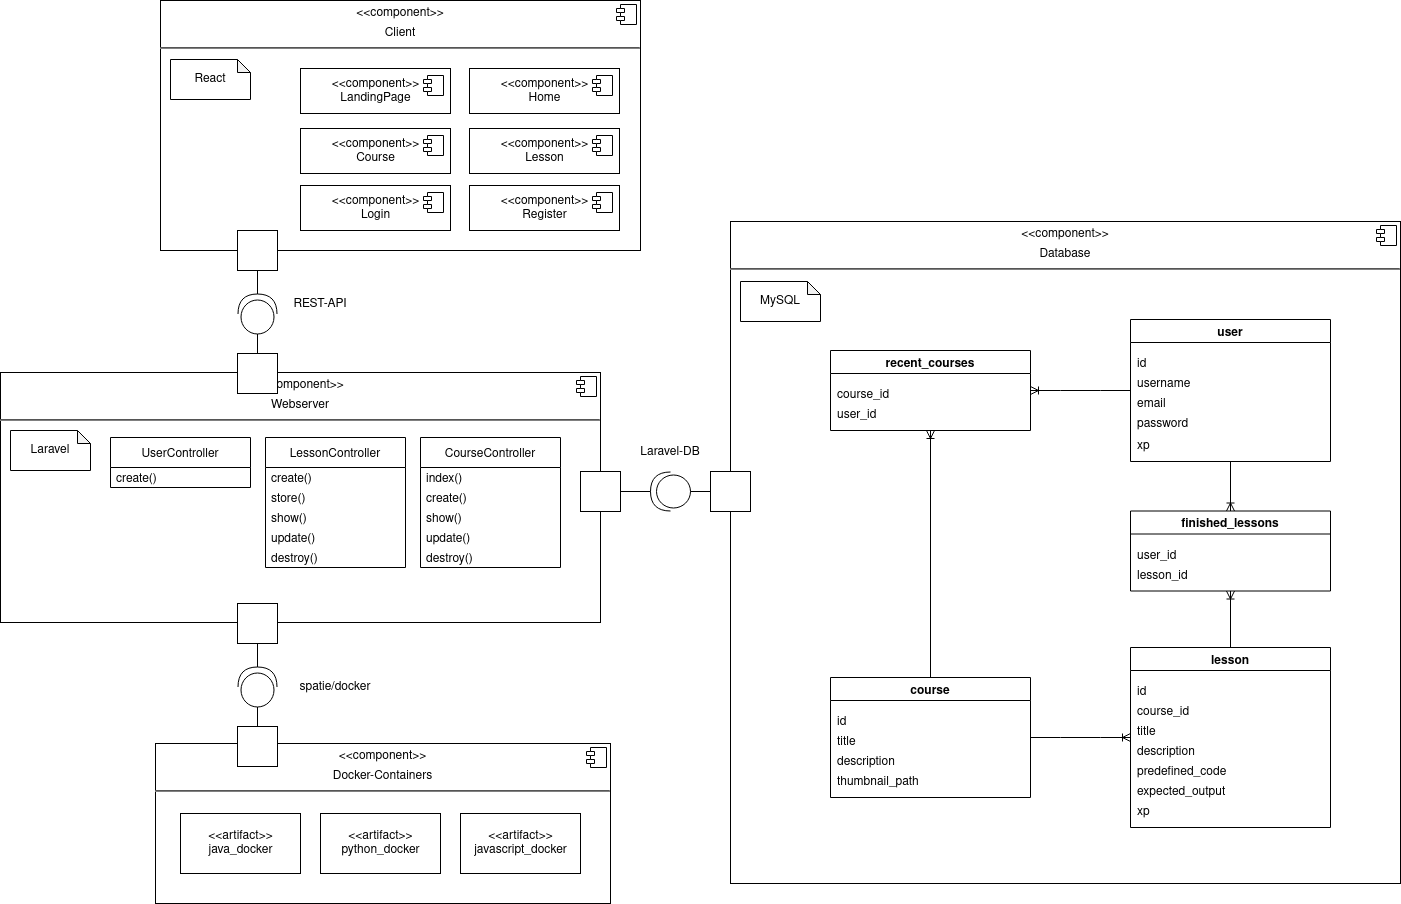 <<component>>
Client
React
<<component>>
LandingPage
<<component>>
Home
<<component>>
Course
<<component>>
Lesson
<<component>>
Login
<<component>>
Register
REST-API
omponent>>
Webserver
Laravel
UserController
create()
LessonController
create()
store()
show()
update()
destroy()
CourseController
index()
create()
show()
update()
destroy()
Laravel-DB
spatie/docker
<<component>>
Docker-Containers
<<artifact>>
java_docker
<<artifact>>
python_docker
<<artifact>>
javascript_docker
<<component>>
Database
MySQL
recent_courses
course_id
user_id
user
id
username
email
password
xp
finished_lessons
user_id
lesson_id
course
id
title
description
thumbnail_path
lesson
id
course_id
title
description
predefined_code
expected_output
xp